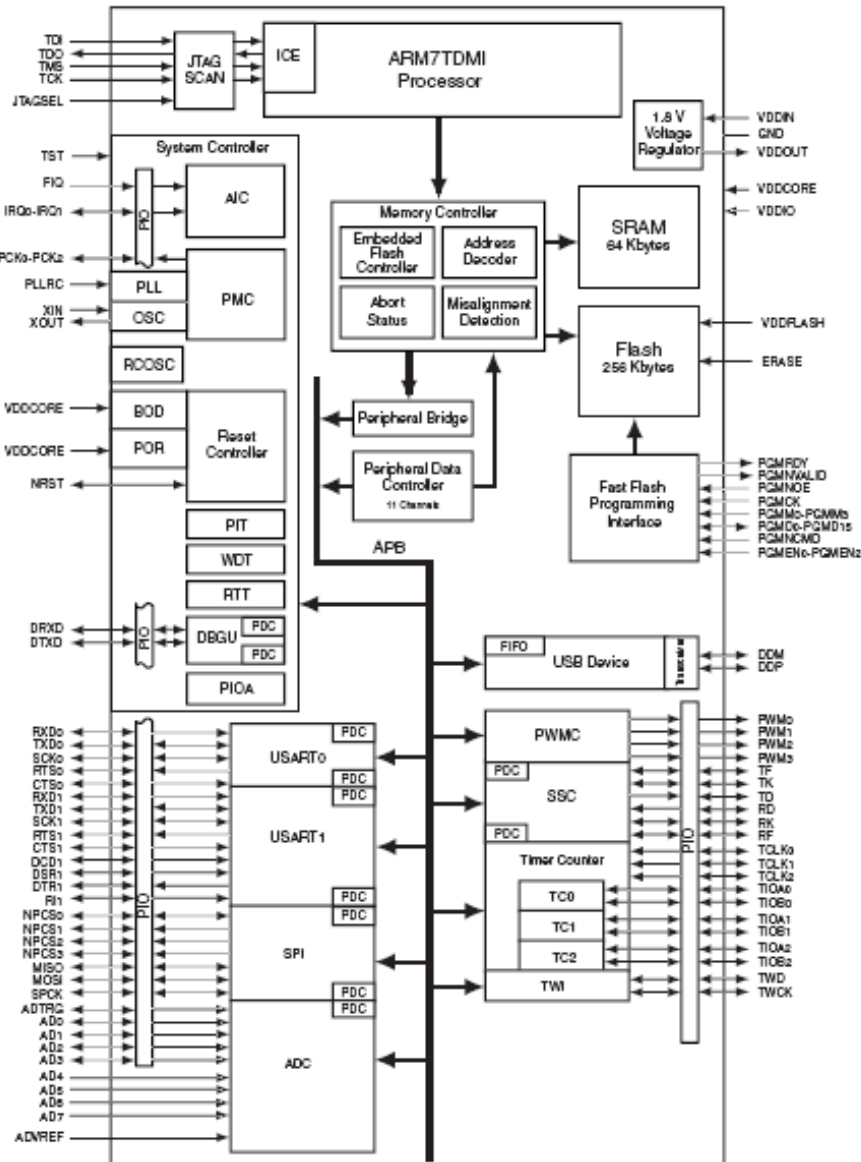 TDI
TDO
TMS
TCK
JTAGSEL
JTAG
SCAN
ICE
ARM7TDMI
Processor
1.8 V
Voltage
Regulator
VDDIN
GND
VDDOUT
System Controller
TST
FIQ
IRQ0-IRQ1
PIO
AIC
PCK0-PCK2
PLLRC
PLL
PMC
XIN
XOUT
OSC
RCOSC
VDDCORE
BOD
VDDCORE
POR
Reset
Controller
NRST
PIT
WDT
RTT
DRXD
DTXD
PIO
DBGU
PDC
PDC
PIOA
Memory Controller
Embedded
Flash
Controller
Address
Decoder
Abort
Status
Misalignment
Detection
SRAM
64 Kbytes
VDDCORE
VDDIO
Flash
256 Kbytes
VDDFLASH
ERASE
Peripheral Bridge
Peripheral Data
Controller
11 Channels
Fast Flash
Programming
Interface
PGMRDY
PGMNVALID
PGMNOE
PGMCK
PGMM0-PGMM3
PGMD0-PGMD15
PGMNCMD
PGMEN0-PGMEN2
APB
FIFO
USB Device
Transceiver
DDM
DDP
RXD0
TXD0
SCK0
RTS0
CTS0
RXD1
TXD1
SCK1
RTS1
CTS1
DCD1
DSR1
DTR1
RI1
NPCS0
NPCS1
NPCS2
NPCS3
MISO
MOSI
SPCK
ADTRG
AD0
AD1
AD2
AD3
AD4
AD5
AD6
AD7
ADVREF
PIO
PDC
USART0
PDC
PDC
USART1
PDC
PDC
SPI
PDC
PDC
ADC
PWMC
PDC
SSC
PDC
Timer Counter
TC0
TC1
TC2
TWI
PIO
PWM0
PWM1
PWM2
PWM3
TF
TK
TD
RD
RK
RF
TCLK0
TCLK1
TCLK2
TIOA0
TIOB0
TIOA1
TIOB1
TIOA2
TIOB2
TWD
TWCK